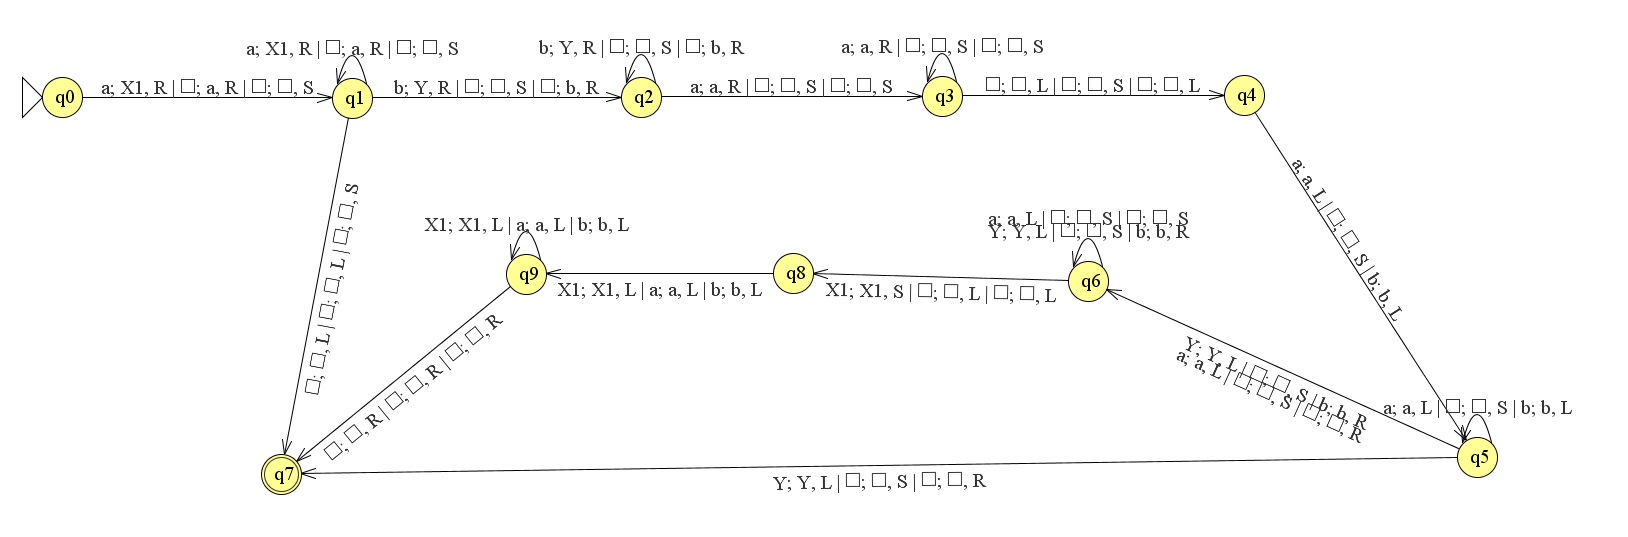 a; X1, R | □; a, R | □; □, S
b; Y, R | □; □, S | □; b, R
a; a, R | □; □, S | □; □, S
q0
a; X1, R | □; a, R | □; □, S
q1
b; Y, R | □; □, S | □; b, R
q2
a; a, R | □; □, S | □; □, S
q3
□; □, L | □; □, S | □; □, L
q4
□; □, L | □; □, L | □; □, S
a; a, L | □; □, S | b; b, L
X1; X1, L | a; a, L | b; b, L
a; a, L | □; □, S | □; □, S
Y; Y, L | □; □, S | b; b, R
q9
X1; X1, L | a; a, L | b; b, L
q8
X1; X1, S | □; □, L | □; □, L
q6
□; □, R | □; □, R | □; □, R
Y; Y, L | □; □, S | b; b, R
a; a, L | □; □, S | □; □, R
a; a, L | □; □, S | b; b, L
q5
q7
Y; Y, L | □; □, S | □; □, R